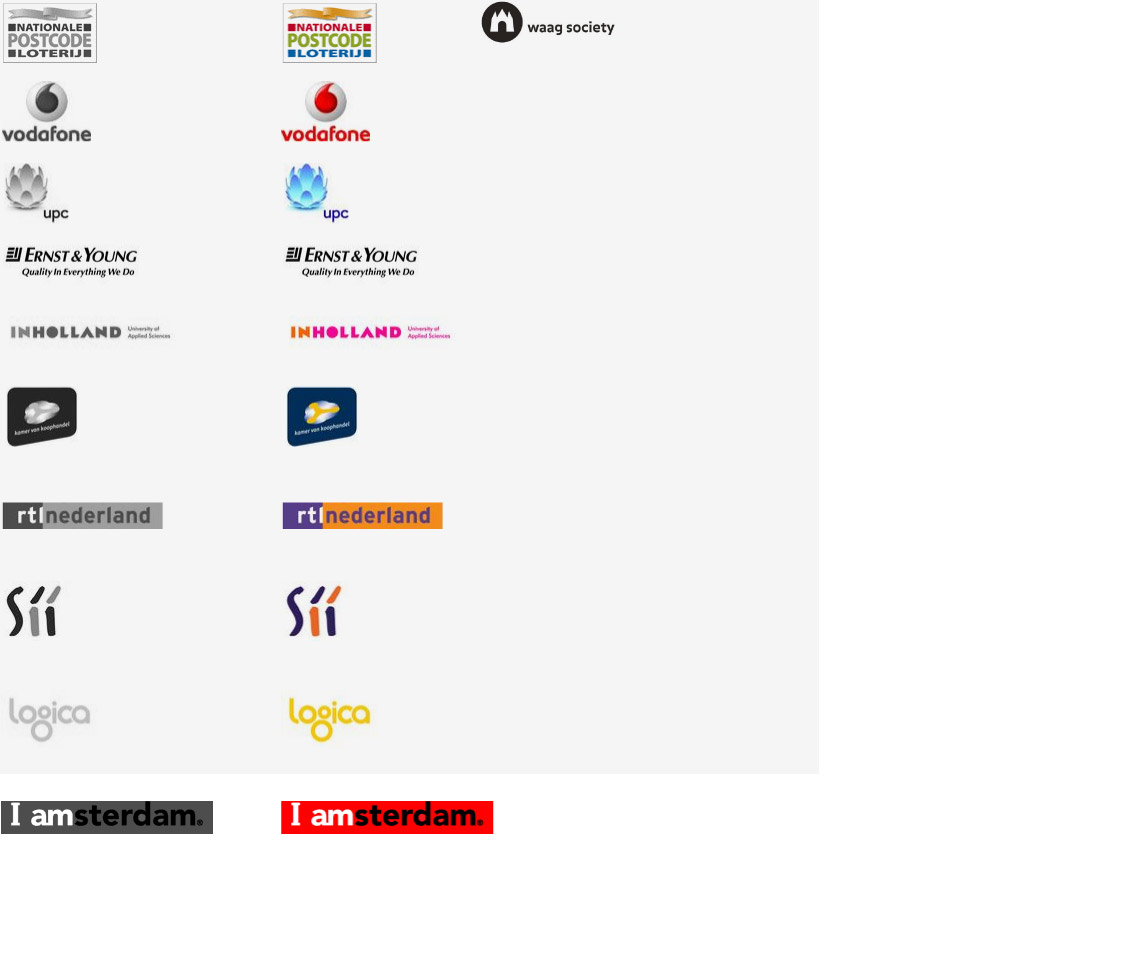 NATIONALE
POSTCODE
LOTERIJ
NATIONALE
POSTCODE
LOTERIJ
waag society
vodafone
vodafone
upc
upc
ERNST & YOUNG
Quality In Everything We Do
ERNST & YOUNG
Quality In Everything We Do
INHOLLAND University of
Applied Sciences
INHOLLAND University of
Applied Sciences
kamer van koophandel
kamer van koophandel
rtl nederland
rtl nederland
Sií
Sií
logica
logica
I amsterdam.
I amsterdam.